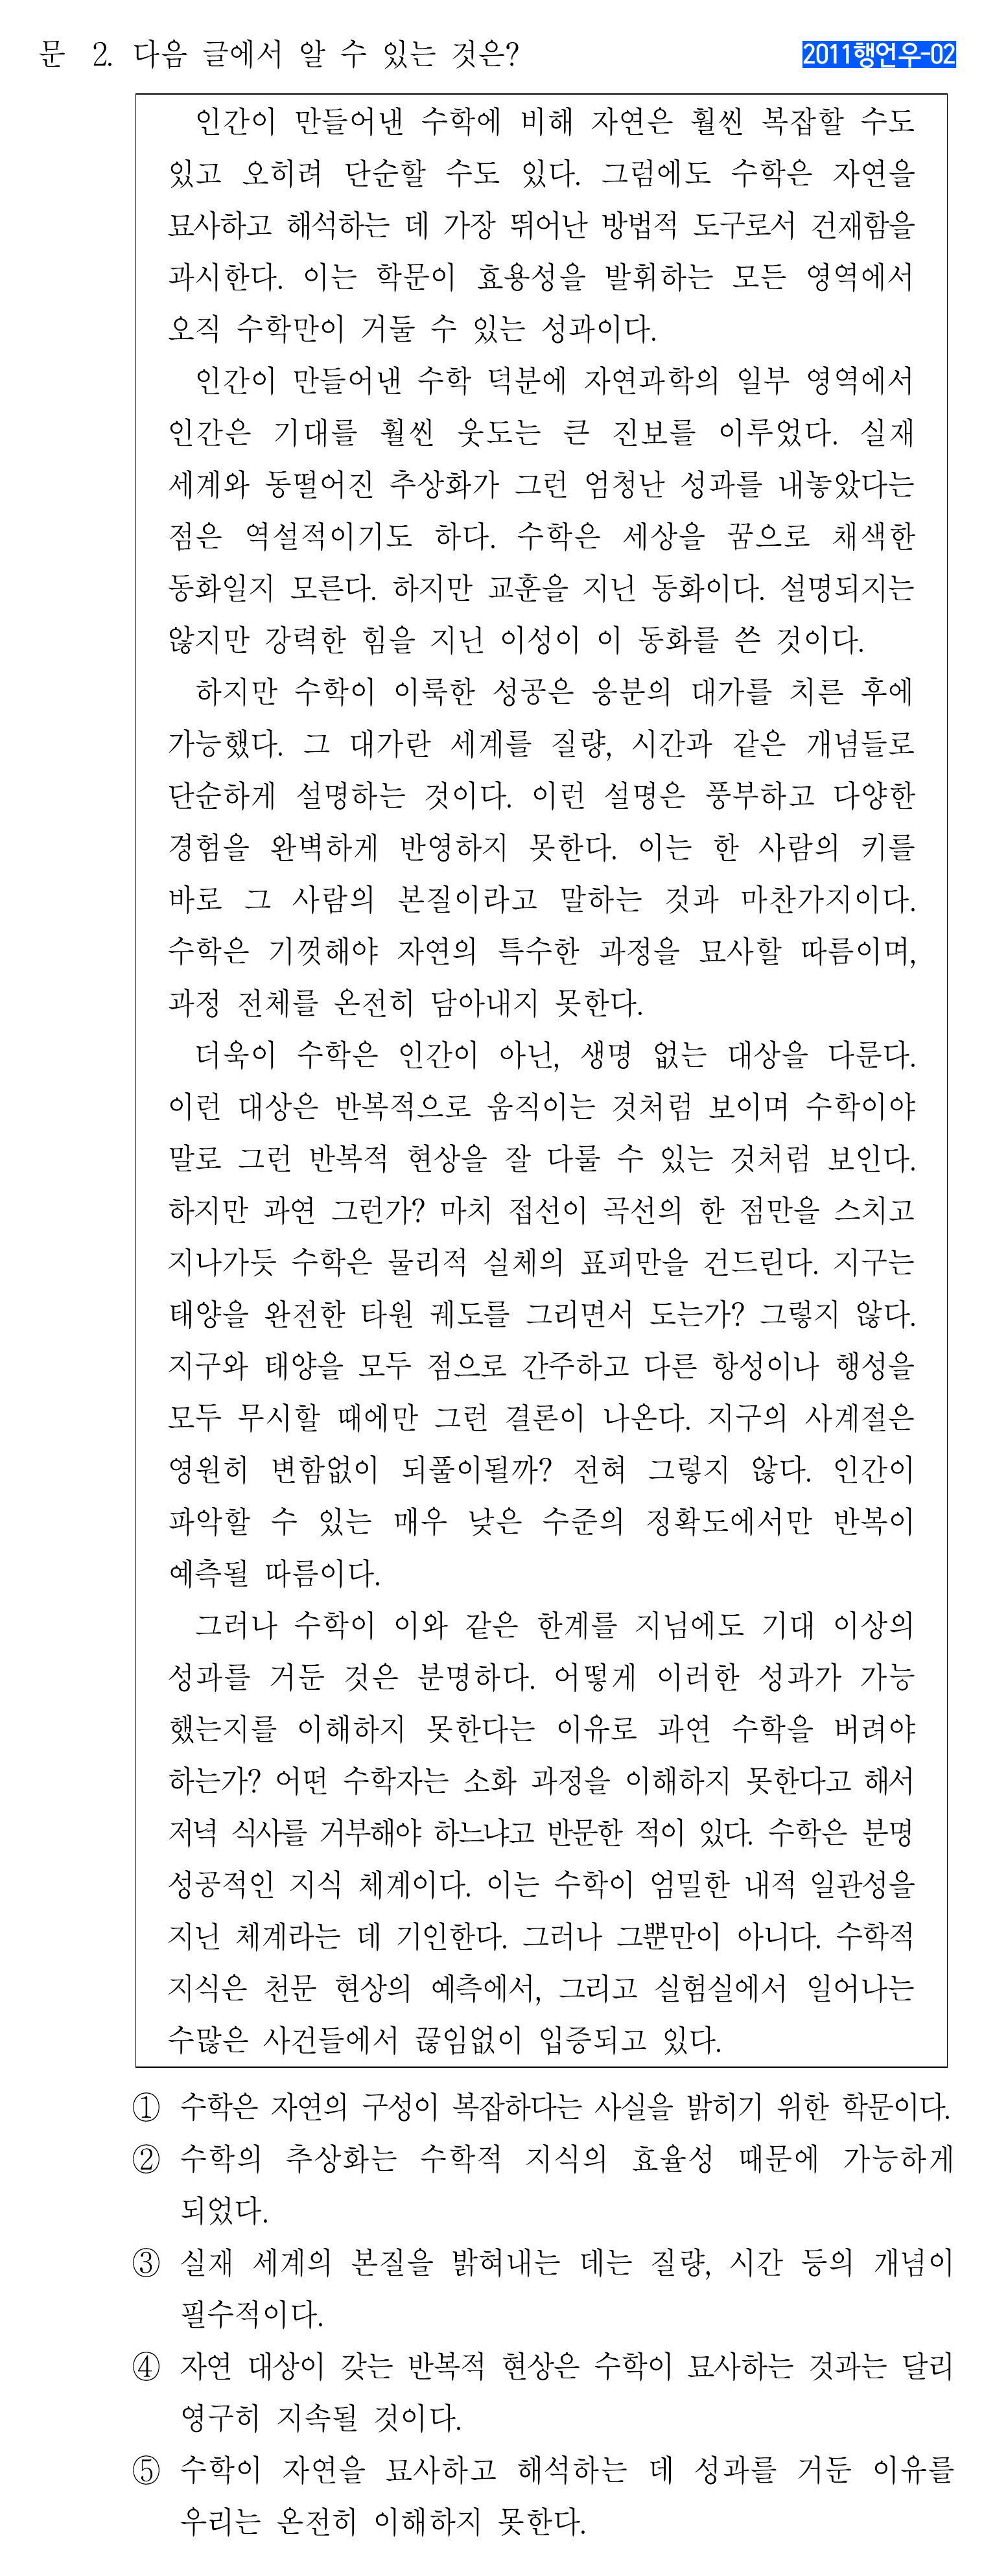 문 2. 다음 글에서 알 수 있는 것은?
2011행언우-02
인간이 만들어낸 수학에 비해 자연은 훨씬 복잡할 수도
있고 오히려 단순할 수도 있다. 그럼에도 수학은 자연을
묘사하고 해석하는 데 가장 뛰어난 방법적 도구로서 건재함을
과시한다. 이는 학문이 효용성을 발휘하는 모든 영역에서
오직 수학만이 거둘 수 있는 성과이다.
인간이 만들어낸 수학 덕분에 자연과학의 일부 영역에서
인간은 기대를 훨씬 웃도는 큰 진보를 이루었다. 실재
세계와 동떨어진 추상화가 그런 엄청난 성과를 내놓았다는
점은 역설적이기도 하다. 수학은 세상을 꿈으로 채색한
동화일지 모른다. 하지만 교훈을 지닌 동화이다. 설명되지는
않지만 강력한 힘을 지닌 이성이 이 동화를 쓴 것이다.
하지만 수학이 이룩한 성공은 응분의 대가를 치른 후에
가능했다. 그 대가란 세계를 질량, 시간과 같은 개념들로
단순하게 설명하는 것이다. 이런 설명은 풍부하고 다양한
경험을 완벽하게 반영하지 못한다. 이는 한 사람의 키를
바로 그 사람의 본질이라고 말하는 것과 마찬가지이다.
수학은 기껏해야 자연의 특수한 과정을 묘사할 따름이며,
과정 전체를 온전히 담아내지 못한다.
더욱이 수학은 인간이 아닌, 생명 없는 대상을 다룬다.
이런 대상은 반복적으로 움직이는 것처럼 보이며 수학이야
말로 그런 반복적 현상을 잘 다룰 수 있는 것처럼 보인다.
하지만 과연 그런가? 마치 접선이 곡선의 한 점만을 스치고
지나가듯 수학은 물리적 실체의 표피만을 건드린다. 지구는
태양을 완전한 타원 궤도를 그리면서 도는가? 그렇지 않다.
지구와 태양을 모두 점으로 간주하고 다른 항성이나 행성을
모두 무시할 때에만 그런 결론이 나온다. 지구의 사계절은
영원히 변함없이 되풀이될까? 전혀 그렇지 않다. 인간이
파악할 수 있는 매우 낮은 수준의 정확도에서만 반복이
예측될 따름이다.
그러나 수학이 이와 같은 한계를 지님에도 기대 이상의
성과를 거둔 것은 분명하다. 어떻게 이러한 성과가 가능
했는지를 이해하지 못한다는 이유로 과연 수학을 버려야
하는가? 어떤 수학자는 소화 과정을 이해하지 못한다고 해서
저녁 식사를 거부해야 하느냐고 반문한 적이 있다. 수학은 분명
성공적인 지식 체계이다. 이는 수학이 엄밀한 내적 일관성을
지닌 체계라는 데 기인한다. 그러나 그뿐만이 아니다. 수학적
지식은 천문 현상의 예측에서, 그리고 실험실에서 일어나는
수많은 사건들에서 끊임없이 입증되고 있다.
① 수학은 자연의 구성이 복잡하다는 사실을 밝히기 위한 학문이다.
② 수학의 추상화는 수학적 지식의 효율성 때문에 가능하게
되었다.
③ 실재 세계의 본질을 밝혀내는 데는 질량, 시간 등의 개념이
필수적이다.
④ 자연 대상이 갖는 반복적 현상은 수학이 묘사하는 것과는 달리
영구히 지속될 것이다.
⑤ 수학이 자연을 묘사하고 해석하는 데 성과를 거둔 이유를
우리는 온전히 이해하지 못한다.